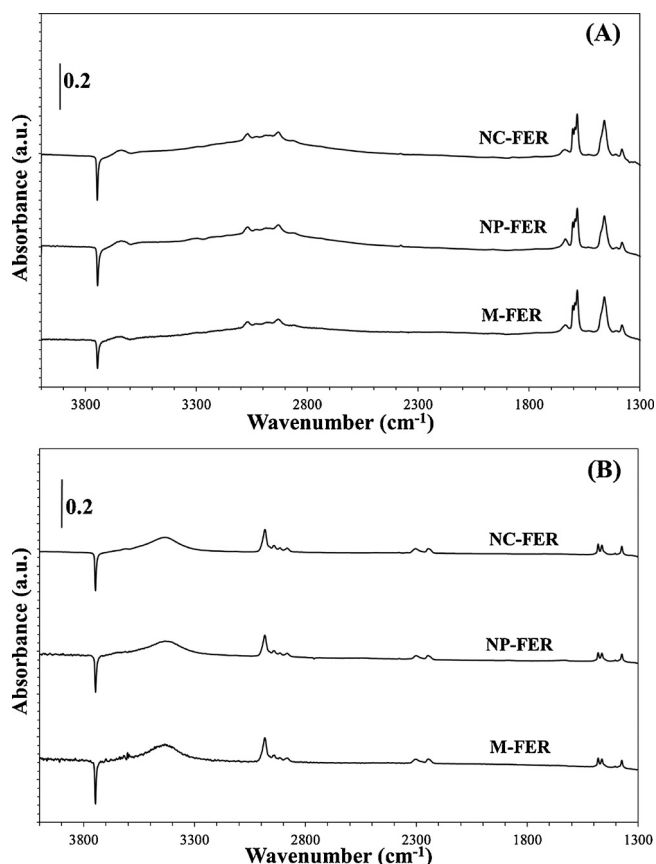 (A)
0.2
NC-FER
NP-FER
M-FER
Absorbance (a.u.)
3800 3300 2800 2300 1800 1300
Wavenumber (cm⁻¹)
(B)
0.2
NC-FER
NP-FER
M-FER
Absorbance (a.u.)
3800 3300 2800 2300 1800 1300
Wavenumber (cm⁻¹)